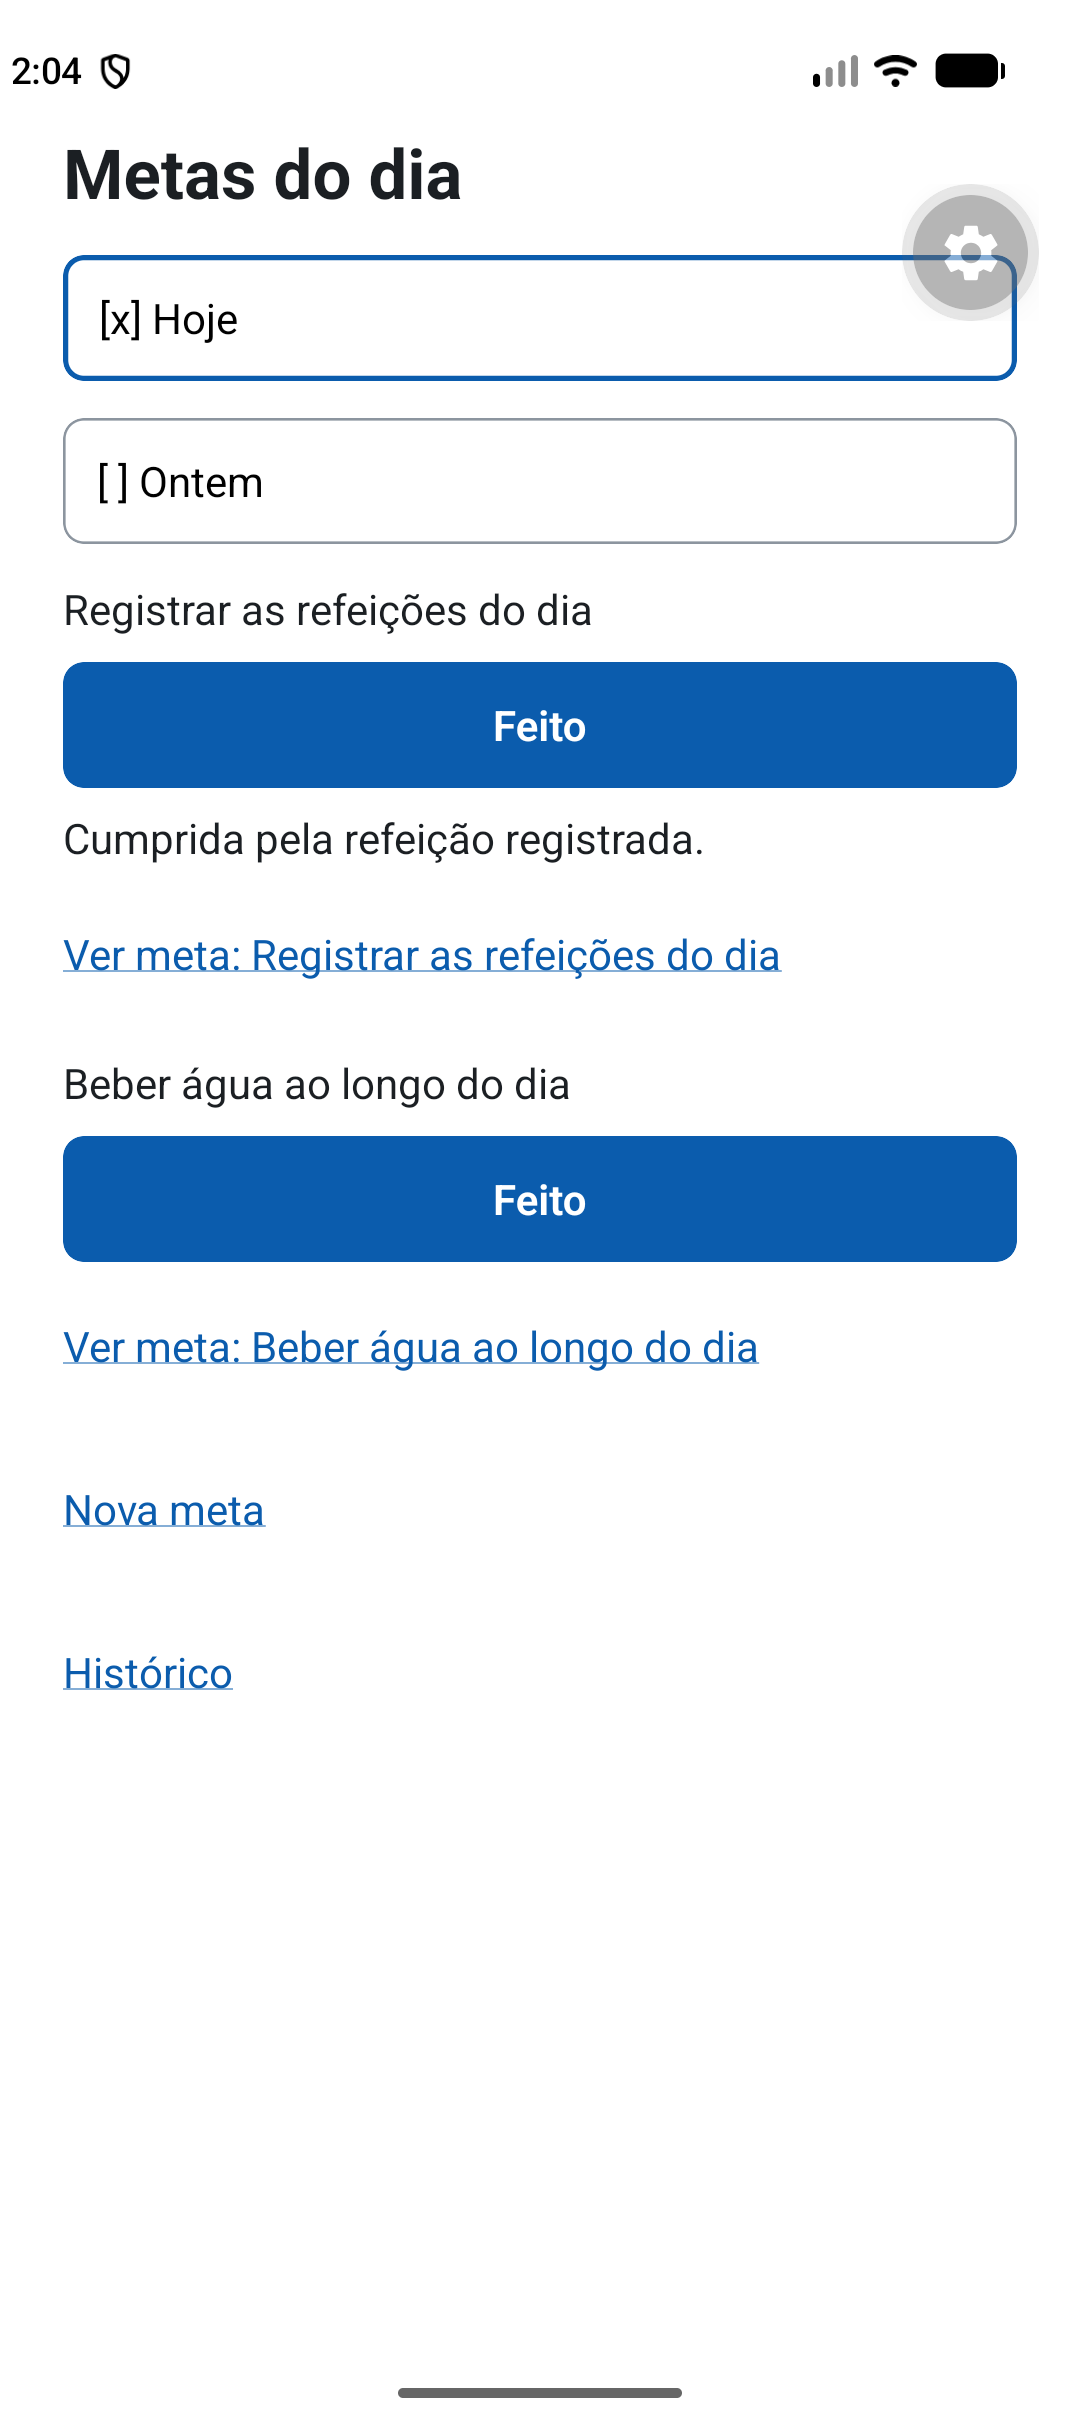 2:04
Metas do dia
[x] Hoje
[ ] Ontem
Registrar as refeições do dia
Feito
Cumprida pela refeição registrada.
Ver meta: Registrar as refeições do dia
Beber água ao longo do dia
Feito
Ver meta: Beber água ao longo do dia
Nova meta
Histórico